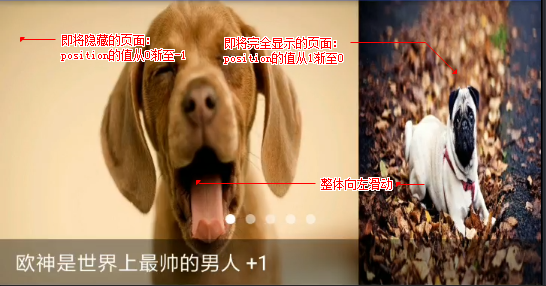 即将隐藏的页面:
position的值从0渐至-1
即将完全显示的页面:
position的值从1渐至0
整体向左滑动
欧神是世界上最帅的男人 +1